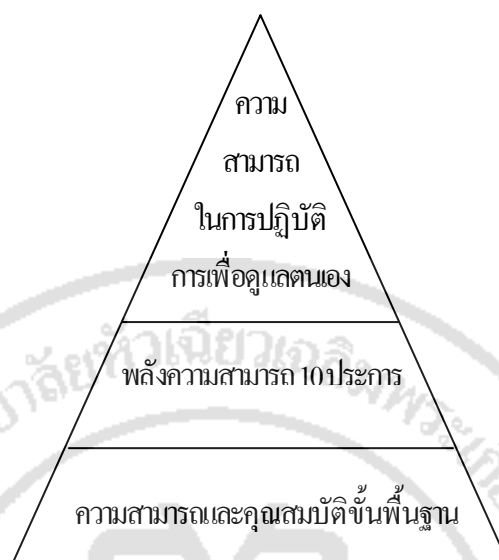 ความ
สามารถ
ในการปฏิบัติ
การเพื่อดูแลตนเอง
พลังความสามารถ 10 ประการ
ความสามารถและคุณสมบัติขั้นพื้นฐาน